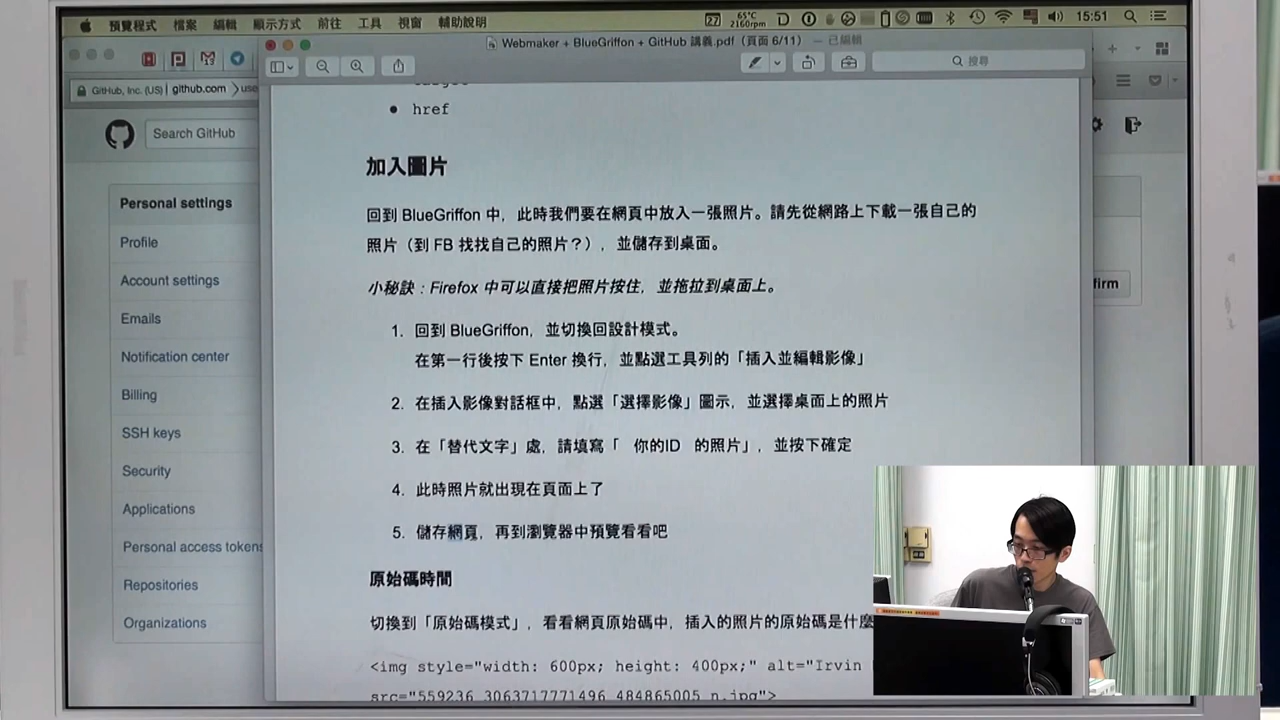 預覽程式 檔案 編輯 顯示方式 前往 工具 視窗 輔助說明
27 65°C 2160rpm 15:51
Webmaker + BlueGriffon + GitHub 講義.pdf (頁面 6/11) — 已編輯
搜尋
GitHub, Inc. (US) github.com
Search GitHub
Personal settings
Profile
Account settings
Emails
Notification center
Billing
SSH keys
Security
Applications
Personal access tokens
Repositories
Organizations
firm
• href
加入圖片
回到 BlueGriffon 中，此時我們要在網頁中放入一張照片。請先從網路上下載一張自己的
照片（到 FB 找找自己的照片？），並儲存到桌面。
小秘訣：Firefox 中可以直接把照片按住，並拖拉到桌面上。
1. 回到 BlueGriffon，並切換回設計模式。
在第一行後按下 Enter 換行，並點選工具列的「插入並編輯影像」
2. 在插入影像對話框中，點選「選擇影像」圖示，並選擇桌面上的照片
3. 在「替代文字」處，請填寫「 你的ID 的照片」，並按下確定
4. 此時照片就出現在頁面上了
5. 儲存網頁，再到瀏覽器中預覽看看吧
原始碼時間
切換到「原始碼模式」，看看網頁原始碼中，插入的照片的原始碼是什麼
<img style="width: 600px; height: 400px;" alt="Irvin
src="559236_3063717771496_484865005_n.jpg">